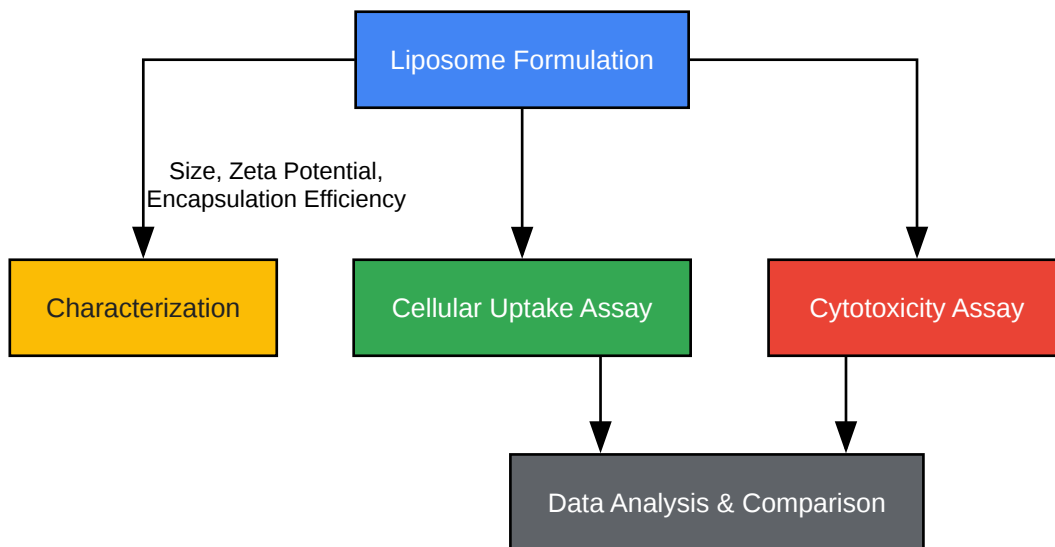 Liposome Formulation
Size, Zeta Potential,
Encapsulation Efficiency
Characterization
Cellular Uptake Assay
Cytotoxicity Assay
Data Analysis & Comparison